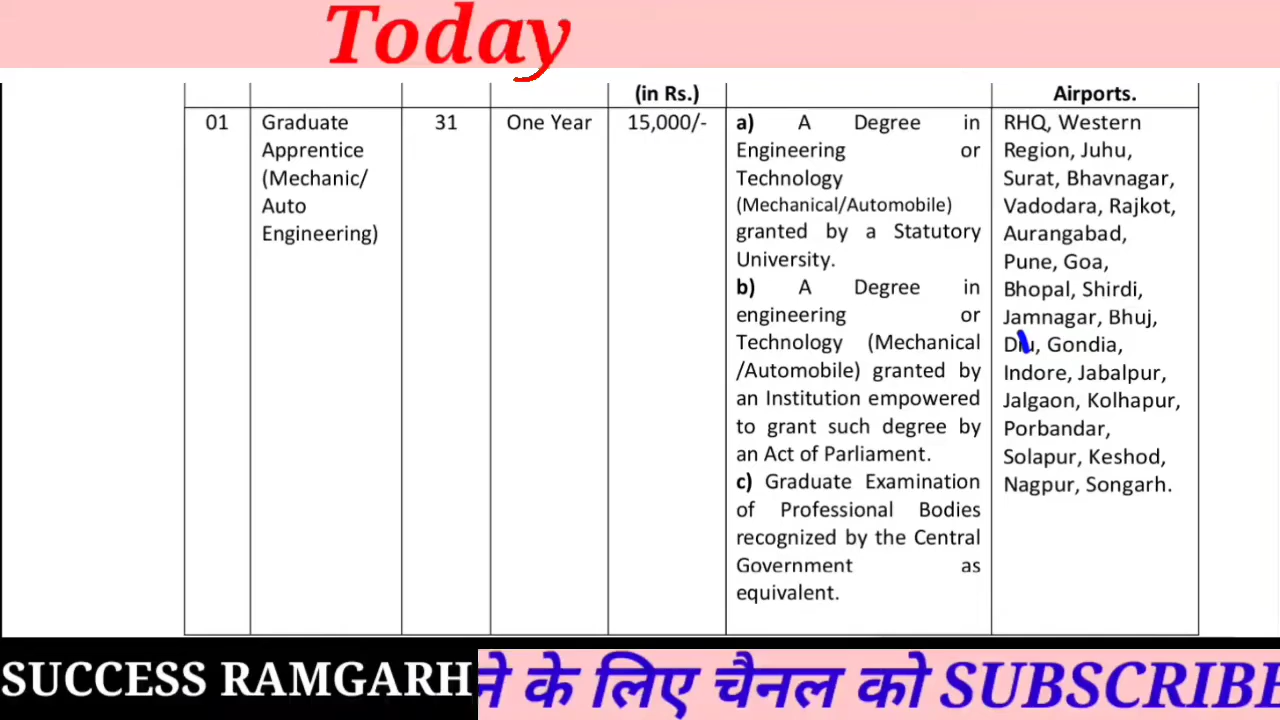 Today
(in Rs.) Airports.
01 Graduate Apprentice (Mechanic/ Auto Engineering) 31 One Year 15,000/-
a) A Degree in
Engineering or
Technology
(Mechanical/Automobile)
granted by a Statutory
University.
b) A Degree in
engineering or
Technology (Mechanical
/Automobile) granted by
an Institution empowered
to grant such degree by
an Act of Parliament.
c) Graduate Examination
of Professional Bodies
recognized by the Central
Government as
equivalent.
RHQ, Western
Region, Juhu,
Surat, Bhavnagar,
Vadodara, Rajkot,
Aurangabad,
Pune, Goa,
Bhopal, Shirdi,
Jamnagar, Bhuj,
Diu, Gondia,
Indore, Jabalpur,
Jalgaon, Kolhapur,
Porbandar,
Solapur, Keshod,
Nagpur, Songarh.
SUCCESS RAMGARH ने के लिए चैनल को SUBSCRIBE